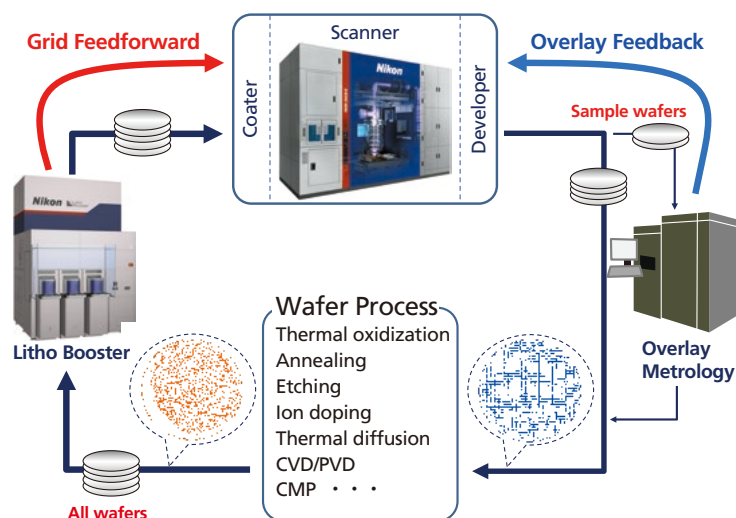 Grid Feedforward
Scanner
Overlay Feedback
Coater
Nikon
Developer
Sample wafers
Nikon
Litho Booster
Wafer Process
Thermal oxidization
Annealing
Etching
Ion doping
Thermal diffusion
CVD/PVD
CMP ・・・
Overlay
Metrology
All wafers